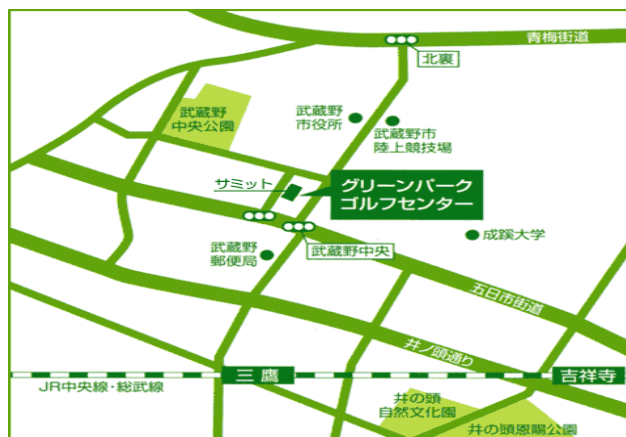 青梅街道
北裏
武蔵野
中央公園
武蔵野
市役所
武蔵野市
陸上競技場
サミット
グリーンパーク
ゴルフセンター
成蹊大学
武蔵野
郵便局
武蔵野中央
五日市街道
井ノ頭通り
三鷹
吉祥寺
JR中央線・総武線
井の頭
自然文化園
井の頭恩賜公園